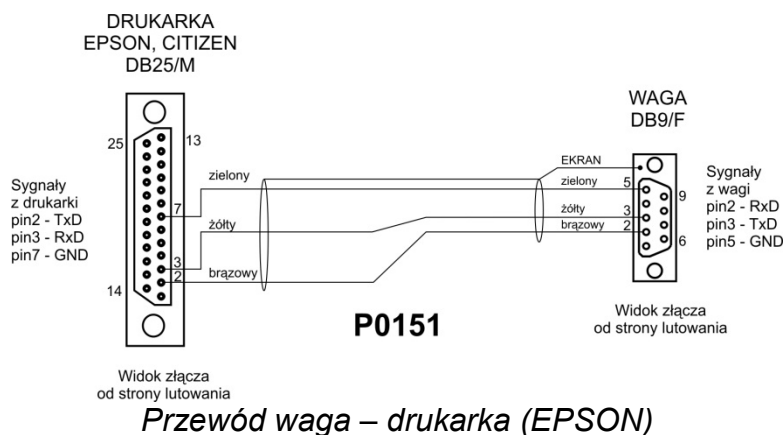 DRUKARKA
EPSON, CITIZEN
DB25/M
WAGA
DB9/F
25
13
EKRAN
zielony
zielony
5
9
Sygnały
z drukarki
pin2 - TxD
pin3 - RxD
pin7 - GND
7
żółty
żółty
3
brązowy
2
6
Sygnały
z wagi
pin2 - RxD
pin3 - TxD
pin5 - GND
3
brązowy
2
14
P0151
Widok złącza
od strony lutowania
Widok złącza
od strony lutowania
Przewód waga – drukarka (EPSON)